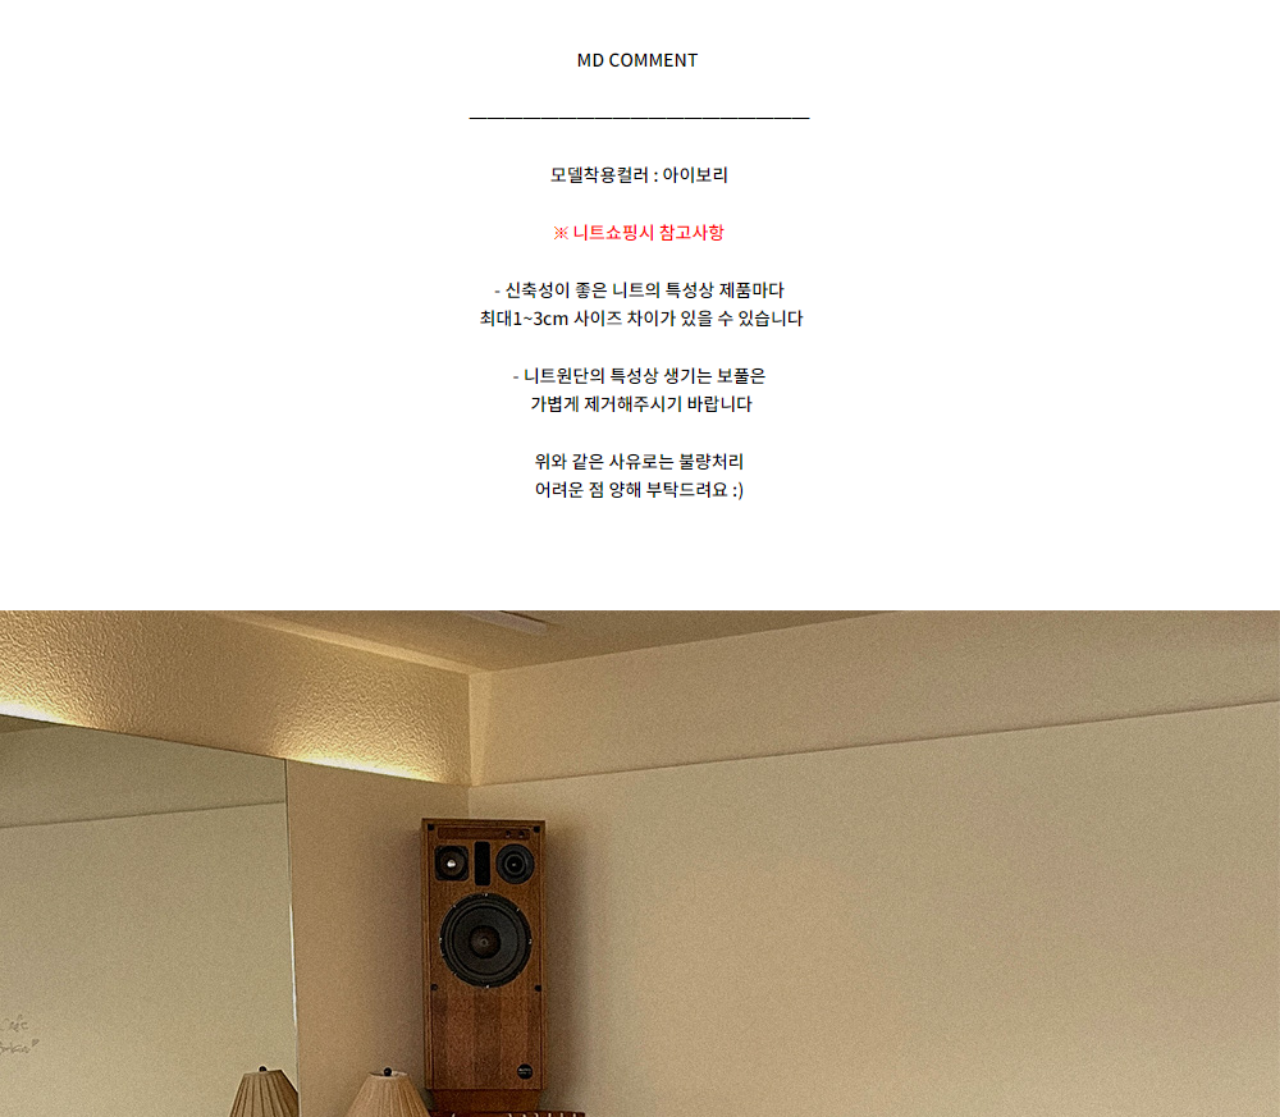 MD COMMENT
모델착용컬러 : 아이보리
※ 니트쇼핑시 참고사항
- 신축성이 좋은 니트의 특성상 제품마다
최대1~3cm 사이즈 차이가 있을 수 있습니다
- 니트원단의 특성상 생기는 보풀은
가볍게 제거해주시기 바랍니다
위와 같은 사유로는 불량처리
어려운 점 양해 부탁드려요 :)